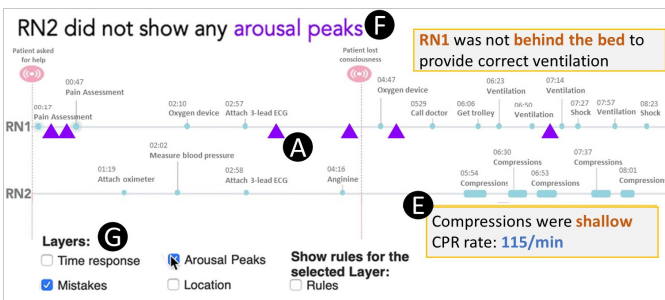 RN2 did not show any arousal peaks F
RN1 was not behind the bed to
provide correct ventilation
Patient asked
for help
Patient lost
consciousness
00:47
Pain Assessment
00:17
Pain Assessment
02:10
Oxygen device
02:57
Attach 3-lead ECG
04:47
Oxygen device
0529
Call doctor
06:06
Get trolley
06:23
Ventilation
06:50
Ventilation
07:14
Ventilation
07:27
Shock
07:57
Ventilation
08:23
Shock
RN1
A
01:19
Attach oximeter
02:02
Measure blood pressure
02:58
Attach 3-lead ECG
04:16
Anginine
05:54
Compressions
06:30
Compressions
06:53
Compressions
07:37
Compressions
08:01
Compressions
RN2
E
Compressions were shallow
CPR rate: 115/min
G
Layers:
Time response
Arousal Peaks
Mistakes
Location
Show rules for the
selected Layer:
Rules